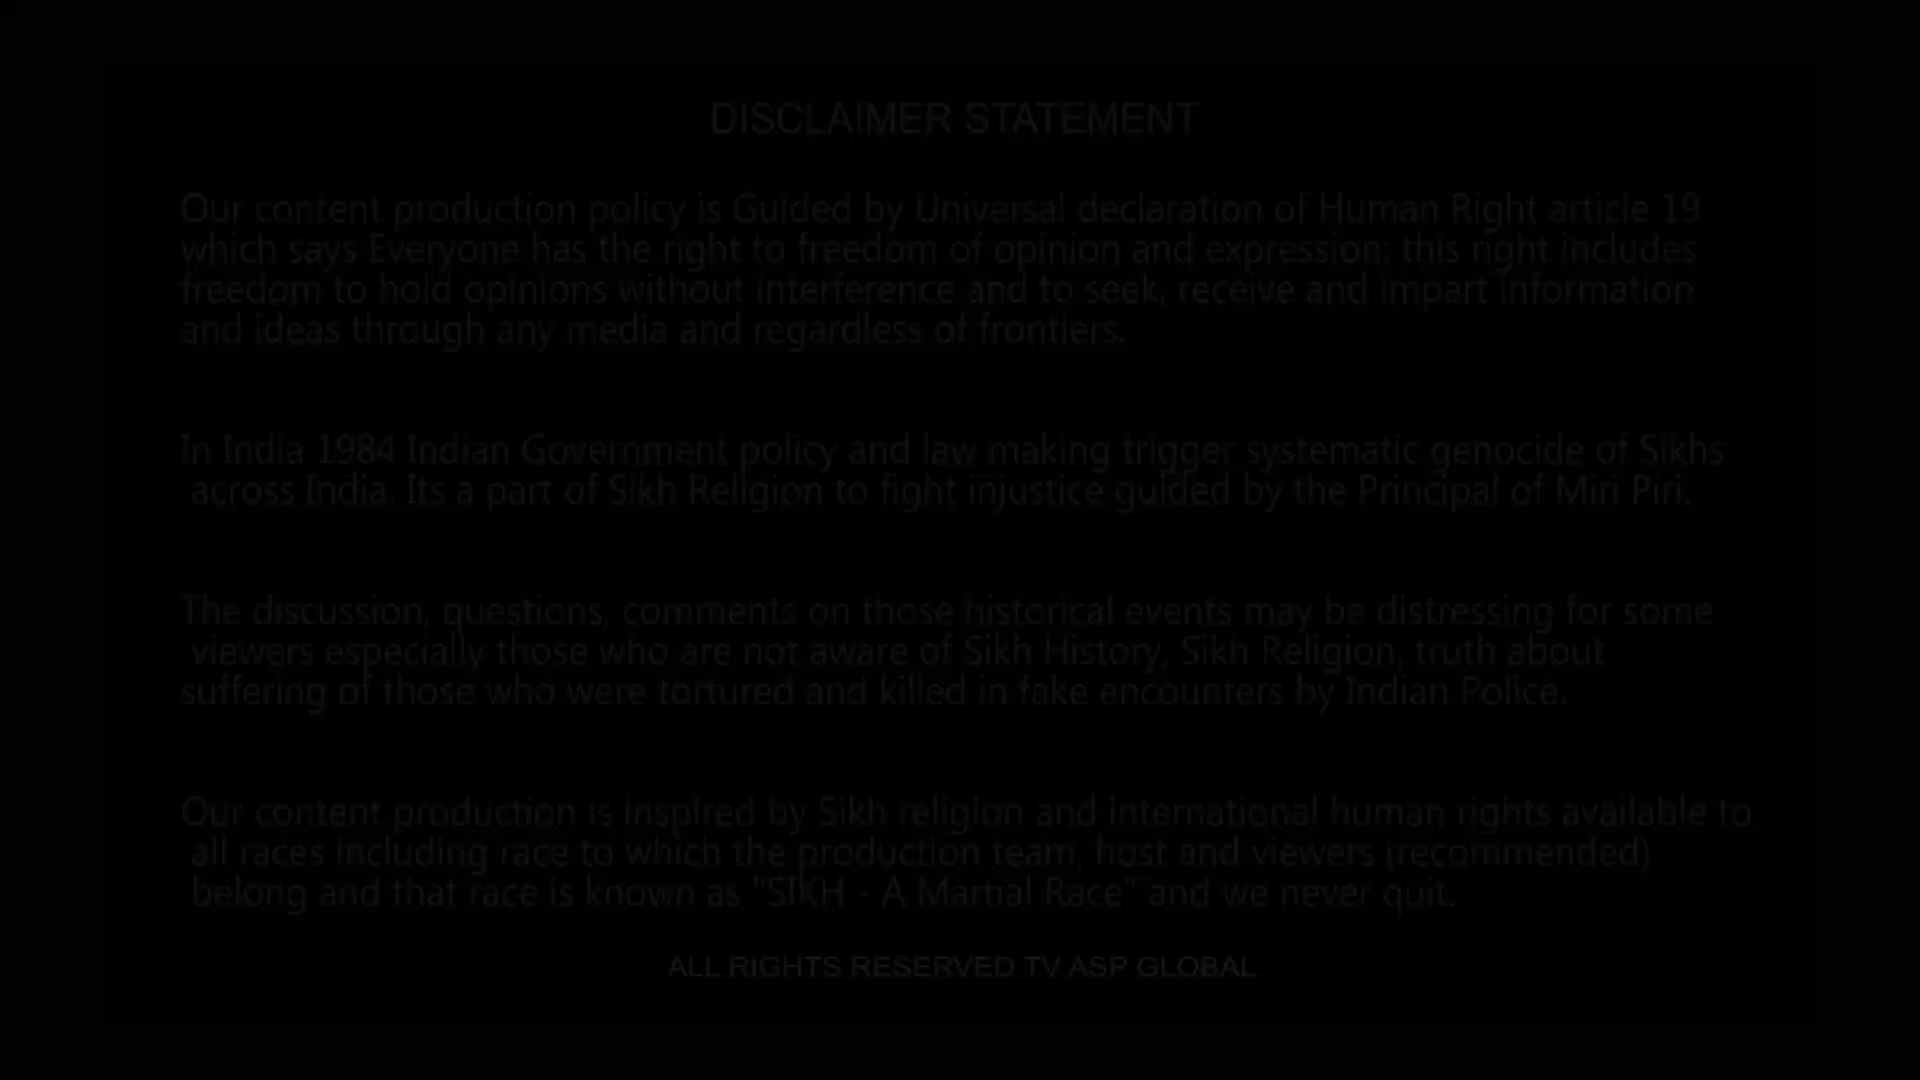 DISCLAIMER STATEMENT
Our content production policy is Guided by Universal declaration of Human Right article 19
which says Everyone has the right to freedom of opinion and expression; this right includes
freedom to hold opinions without interference and to seek, receive and impart information
and ideas through any media and regardless of frontiers.
In India 1984 Indian Government policy and law making trigger systematic genocide of Sikhs
across India. Its a part of Sikh Religion to fight injustice guided by the Principal of Miri Piri.
The discussion, questions, comments on those historical events may be distressing for some
viewers especially those who are not aware of Sikh History, Sikh Religion, truth about
suffering of those who were tortured and killed in fake encounters by Indian Police.
Our content production is inspired by Sikh religion and international human rights available to
all races including race to which the production team, host and viewers (recommended)
belong and that race is known as "SIKH - A Martial Race" and we never quit.
ALL RIGHTS RESERVED TV ASP GLOBAL